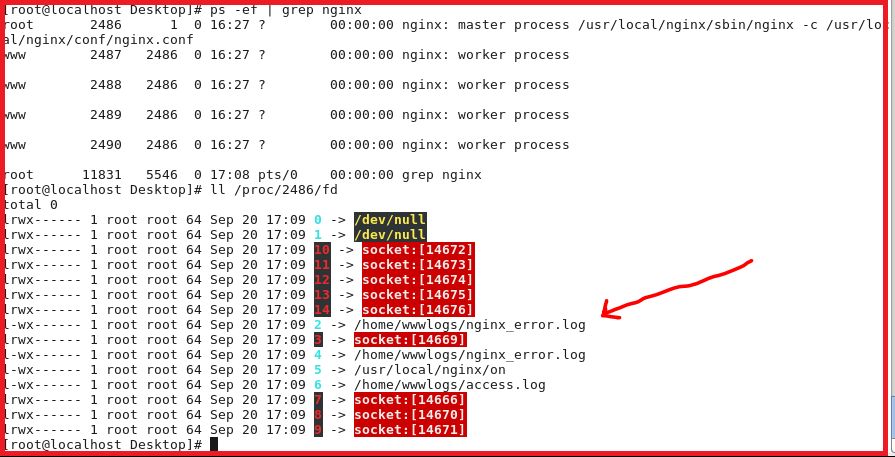 [root@localhost Desktop]# ps -ef | grep nginx
root 2486 1 0 16:27 ? 00:00:00 nginx: master process /usr/local/nginx/sbin/nginx -c /usr/loc
al/nginx/conf/nginx.conf
www 2487 2486 0 16:27 ? 00:00:00 nginx: worker process
www 2488 2486 0 16:27 ? 00:00:00 nginx: worker process
www 2489 2486 0 16:27 ? 00:00:00 nginx: worker process
www 2490 2486 0 16:27 ? 00:00:00 nginx: worker process
root 11831 5546 0 17:08 pts/0 00:00:00 grep nginx
[root@localhost Desktop]# ll /proc/2486/fd
total 0
lrwx------ 1 root root 64 Sep 20 17:09 0 -> /dev/null
lrwx------ 1 root root 64 Sep 20 17:09 1 -> /dev/null
lrwx------ 1 root root 64 Sep 20 17:09 10 -> socket:[14672]
lrwx------ 1 root root 64 Sep 20 17:09 11 -> socket:[14673]
lrwx------ 1 root root 64 Sep 20 17:09 12 -> socket:[14674]
lrwx------ 1 root root 64 Sep 20 17:09 13 -> socket:[14675]
lrwx------ 1 root root 64 Sep 20 17:09 14 -> socket:[14676]
l-wx------ 1 root root 64 Sep 20 17:09 2 -> /home/wwwlogs/nginx_error.log
lrwx------ 1 root root 64 Sep 20 17:09 3 -> socket:[14669]
l-wx------ 1 root root 64 Sep 20 17:09 4 -> /home/wwwlogs/nginx_error.log
l-wx------ 1 root root 64 Sep 20 17:09 5 -> /usr/local/nginx/on
l-wx------ 1 root root 64 Sep 20 17:09 6 -> /home/wwwlogs/access.log
lrwx------ 1 root root 64 Sep 20 17:09 7 -> socket:[14666]
lrwx------ 1 root root 64 Sep 20 17:09 8 -> socket:[14670]
lrwx------ 1 root root 64 Sep 20 17:09 9 -> socket:[14671]
[root@localhost Desktop]#